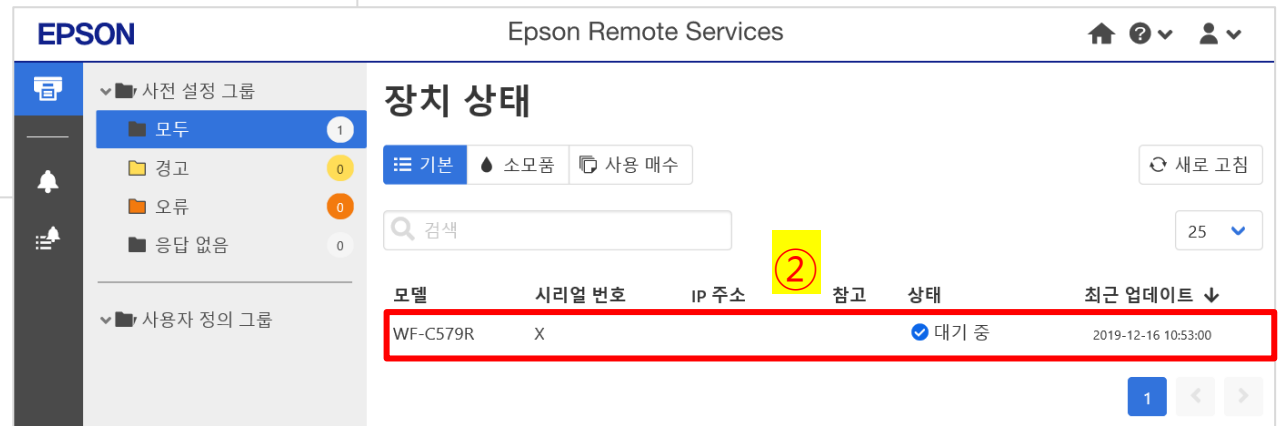 EPSON
Epson Remote Services
사전 설정 그룹
모두 1
경고 0
오류 0
응답 없음 0
사용자 정의 그룹
장치 상태
기본 소모품 사용 매수 새로 고침
검색 25
②
모델 시리얼 번호 IP 주소 참고 상태 최근 업데이트
WF-C579R X 대기 중 2019-12-16 10:53:00
1